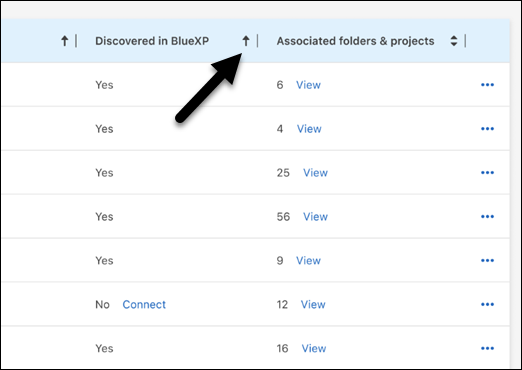 Discovered in BlueXP Associated folders & projects
Yes 6 View
Yes 4 View
Yes 25 View
Yes 56 View
Yes 9 View
No Connect 12 View
Yes 16 View